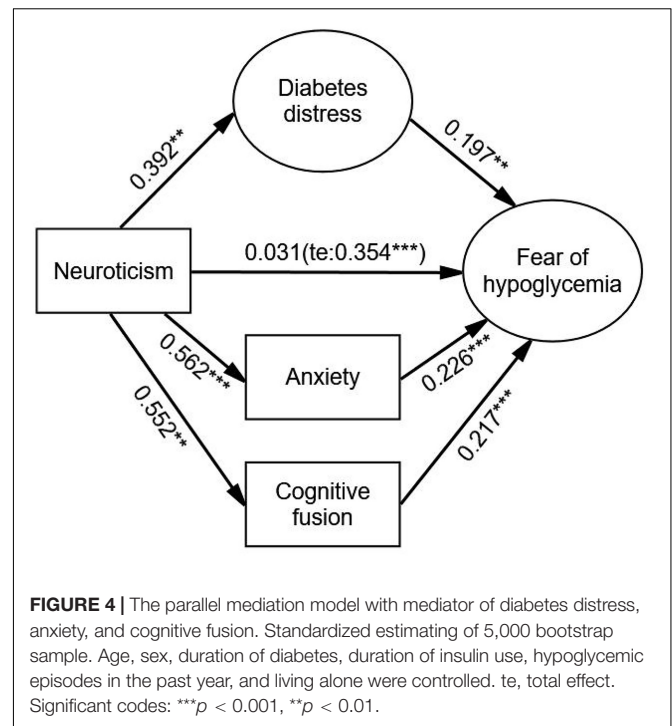 Diabetes
distress
0.392**
0.197**
Neuroticism
0.031(te:0.354***)
Fear of
hypoglycemia
0.562***
Anxiety
0.226***
0.552**
0.217***
Cognitive
fusion
FIGURE 4 | The parallel mediation model with mediator of diabetes distress,
anxiety, and cognitive fusion. Standardized estimating of 5,000 bootstrap
sample. Age, sex, duration of diabetes, duration of insulin use, hypoglycemic
episodes in the past year, and living alone were controlled. te, total effect.
Significant codes: ***p < 0.001, **p < 0.01.